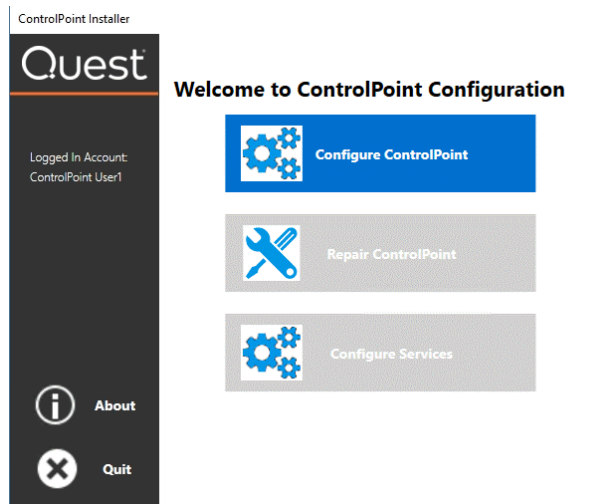 ControlPoint Installer
Quest
Welcome to ControlPoint Configuration
Logged In Account:
ControlPoint User1
Configure ControlPoint
Repair ControlPoint
Configure Services
About
Quit